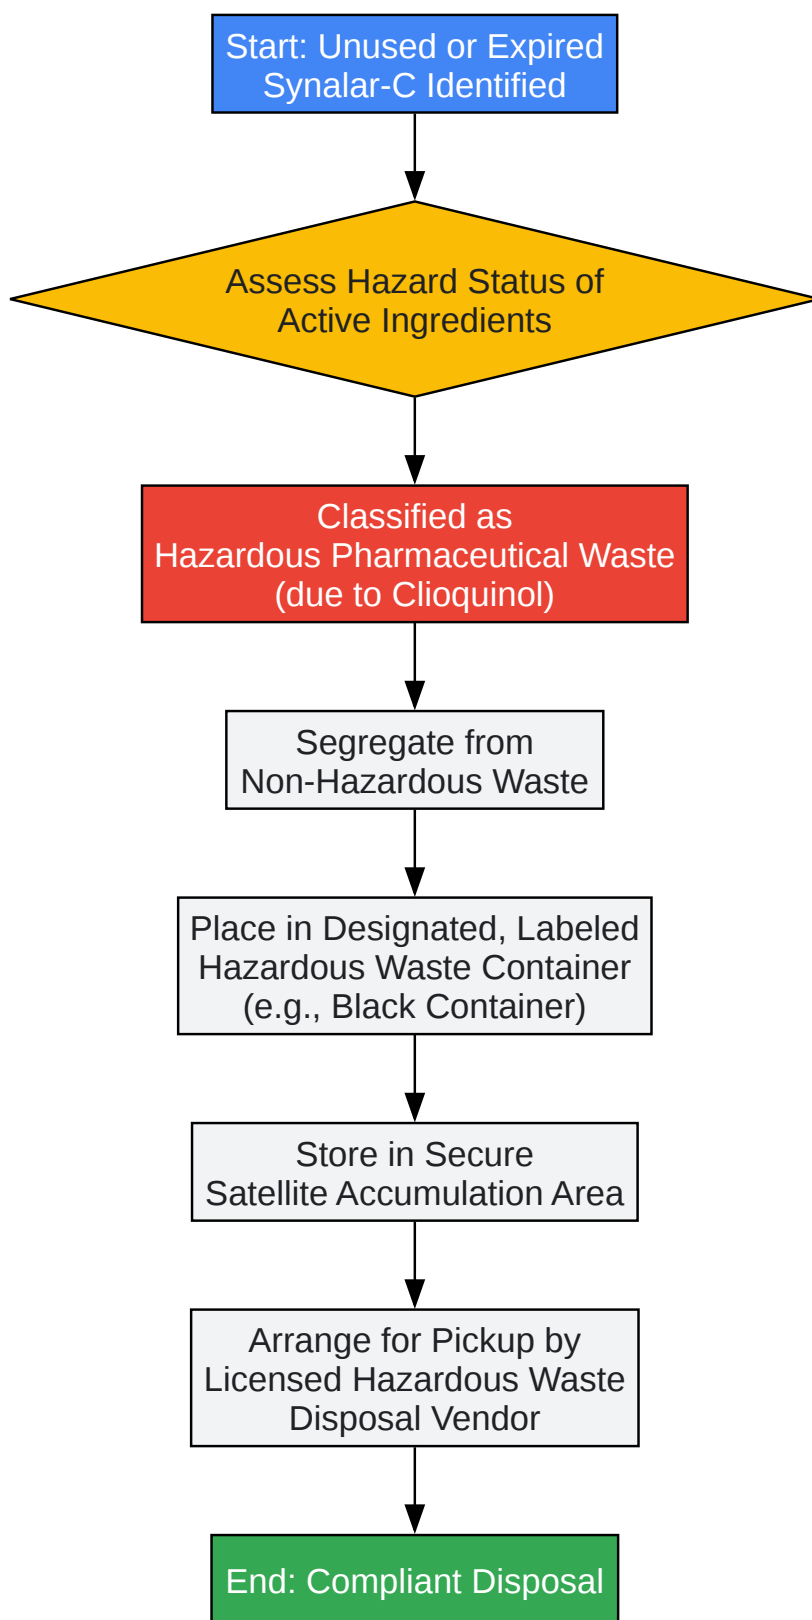 Start: Unused or Expired
Synalar-C Identified
Assess Hazard Status of
Active Ingredients
Classified as
Hazardous Pharmaceutical Waste
(due to Clioquinol)
Segregate from
Non-Hazardous Waste
Place in Designated, Labeled
Hazardous Waste Container
(e.g., Black Container)
Store in Secure
Satellite Accumulation Area
Arrange for Pickup by
Licensed Hazardous Waste
Disposal Vendor
End: Compliant Disposal